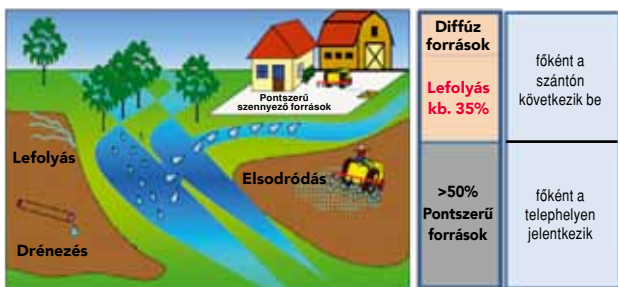 Pontszerű
szennyező források
Lefolyás
Elsodródás
Drénezés
Diffúz
források
Lefolyás
kb. 35%
főként a
szántón
következik be
>50%
Pontszerű
források
főként a
telephelyen
jelentkezik